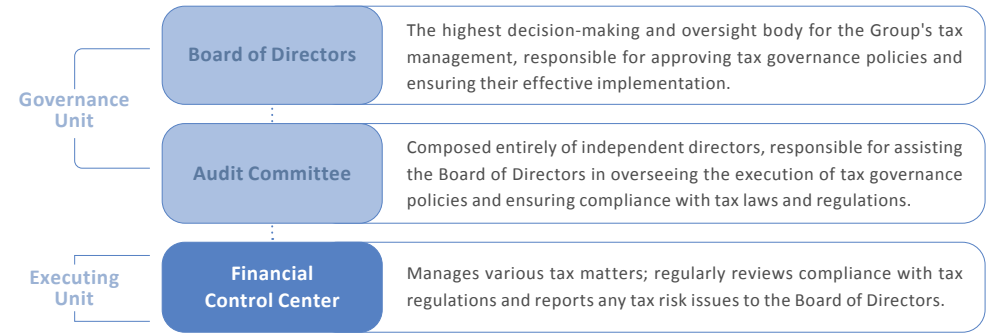 Governance
Unit
Board of Directors
The highest decision-making and oversight body for the Group's tax
management, responsible for approving tax governance policies and
ensuring their effective implementation.
Audit Committee
Composed entirely of independent directors, responsible for assisting
the Board of Directors in overseeing the execution of tax governance
policies and ensuring compliance with tax laws and regulations.
Executing
Unit
Financial
Control Center
Manages various tax matters; regularly reviews compliance with tax
regulations and reports any tax risk issues to the Board of Directors.